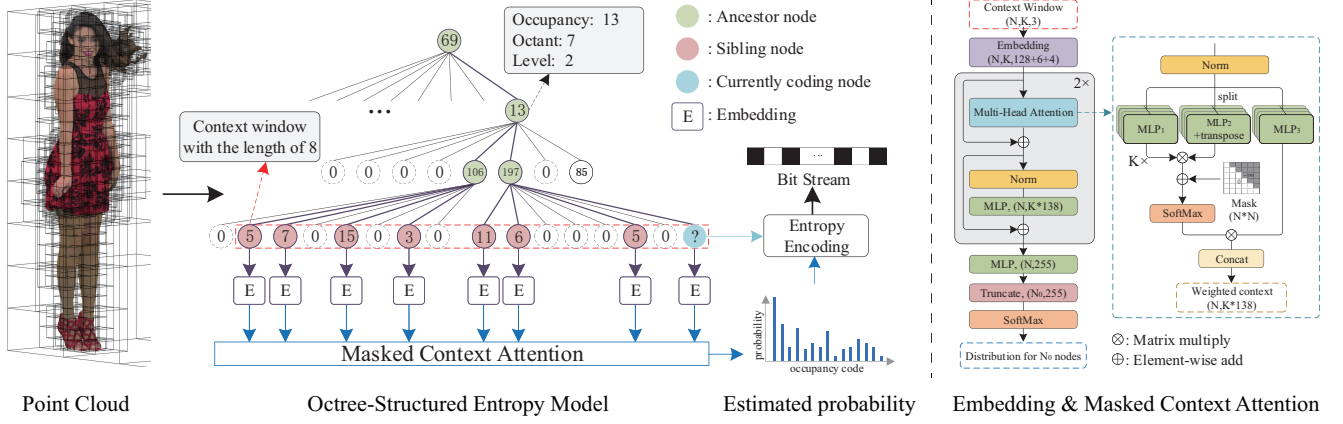 69
Occupancy: 13
Octant: 7
Level: 2
: Ancestor node
: Sibling node
: Currently coding node
E : Embedding
...
13
Context window
with the length of 8
0 0 0 0 106 197 0 85
0 5 7 0 15 0 3 0 11 6 0 0 0 5 0 ?
E E E E E E E E
Masked Context Attention
...
Bit Stream
Entropy
Encoding
probability
occupancy code
Context Window
(N,K,3)
Embedding
(N,K,128+6+4)
2×
Multi-Head Attention
Norm
MLP, (N,K*138)
MLP, (N,255)
Truncate, (N₀,255)
SoftMax
Distribution for N₀ nodes
Norm
split
MLP₁
MLP₂
+transpose
MLP₃
K×
Mask
(N*N)
SoftMax
Concat
Weighted context
(N,K*138)
⊗: Matrix multiply
⊕: Element-wise add
Point Cloud
Octree-Structured Entropy Model
Estimated probability
Embedding & Masked Context Attention